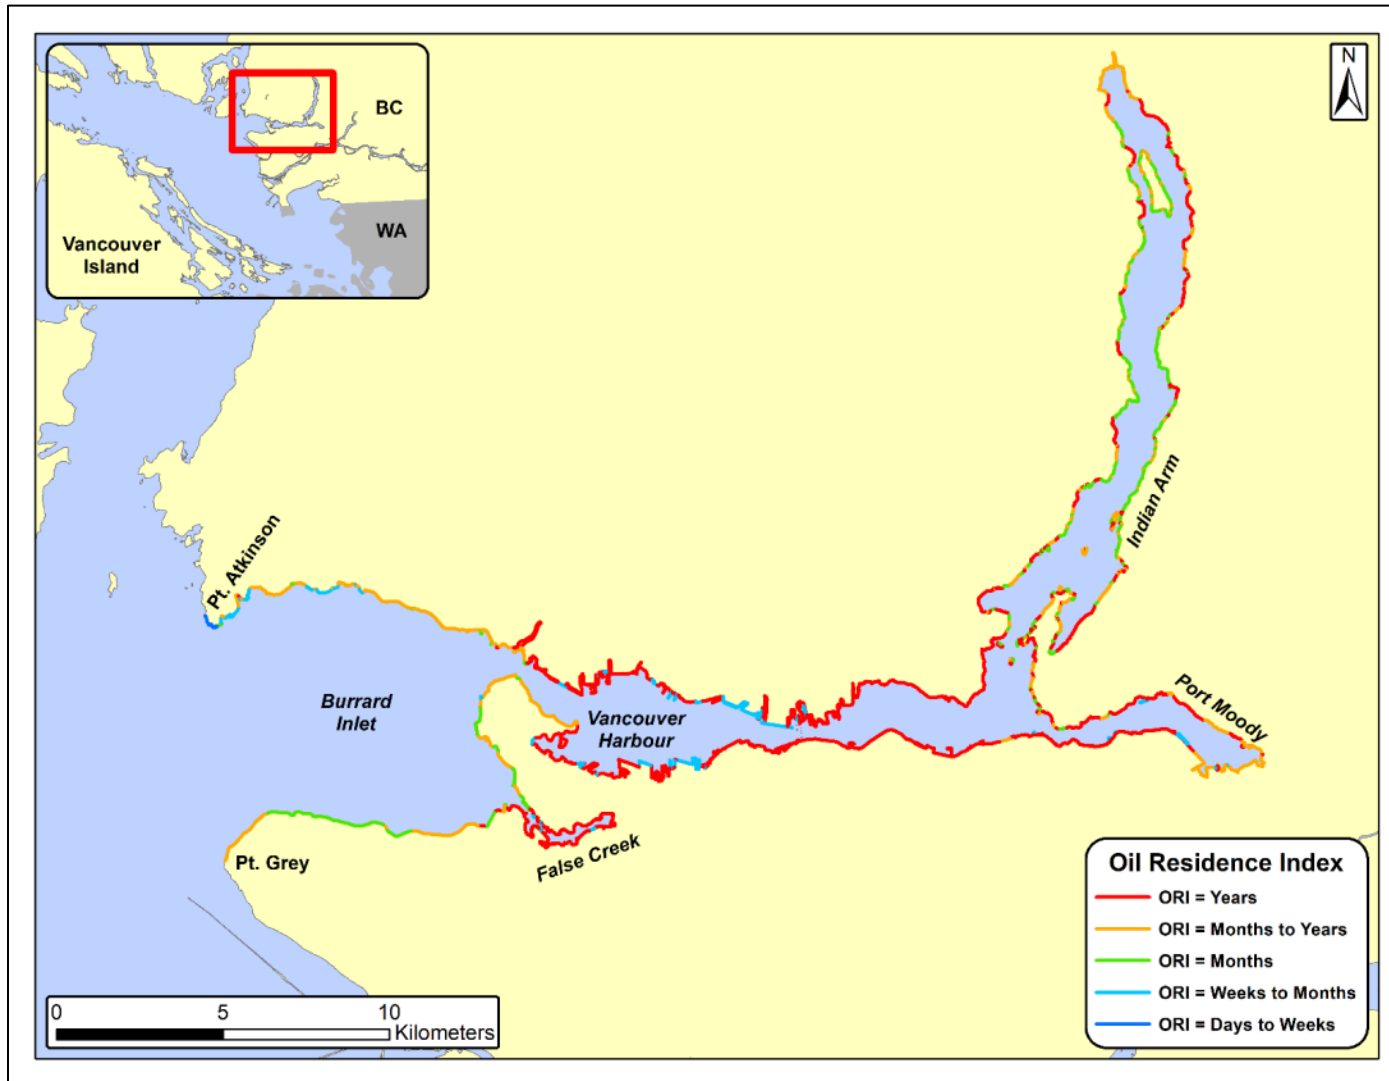 N
BC
WA
Vancouver
Island
Pt. Atkinson
Indian Arm
Burrard
Inlet
Vancouver
Harbour
Port Moody
False Creek
Pt. Grey
Oil Residence Index
ORI = Years
ORI = Months to Years
ORI = Months
ORI = Weeks to Months
ORI = Days to Weeks
0 5 10
Kilometers